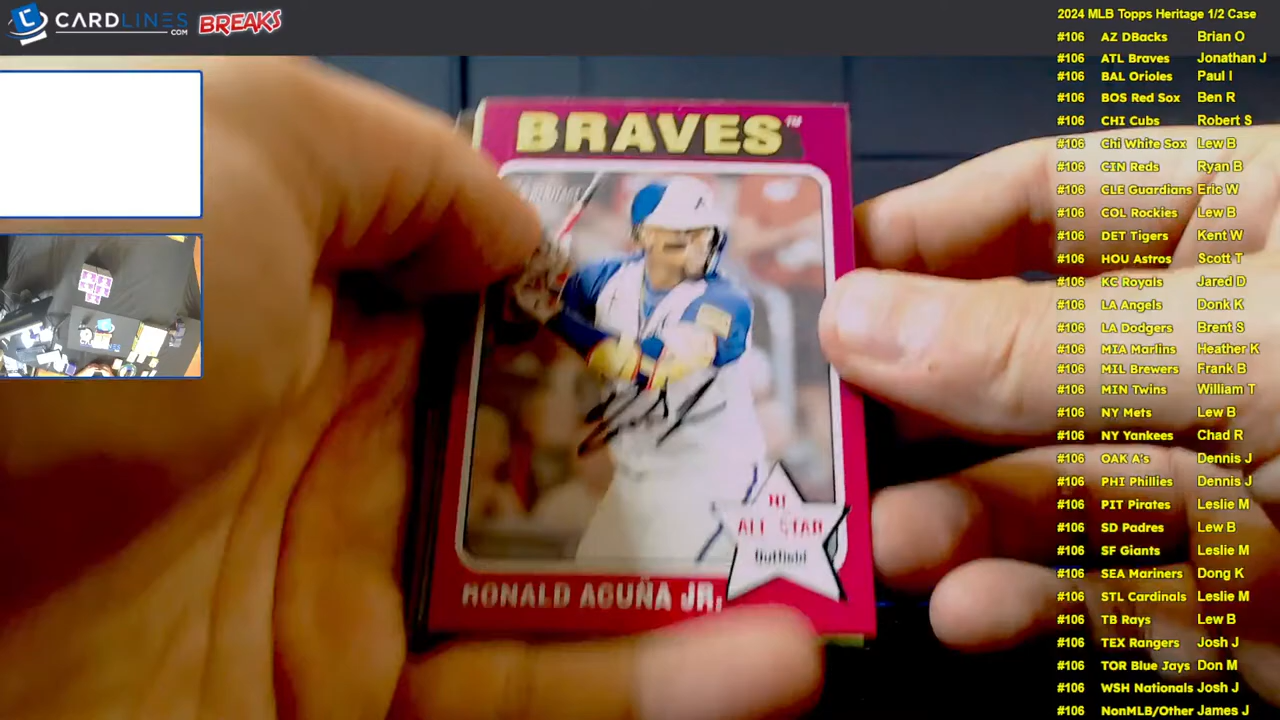 CARDLINES
.COM
BREAKS
2024 MLB Topps Heritage 1/2 Case
#106 AZ DBacks Brian O
#106 ATL Braves Jonathan J
#106 BAL Orioles Paul I
#106 BOS Red Sox Ben R
#106 CHI Cubs Robert S
#106 Chi White Sox Lew B
#106 CIN Reds Ryan B
#106 CLE Guardians Eric W
#106 COL Rockies Lew B
#106 DET Tigers Kent W
#106 HOU Astros Scott T
#106 KC Royals Jared D
#106 LA Angels Donk K
#106 LA Dodgers Brent S
#106 MIA Marlins Heather K
#106 MIL Brewers Frank B
#106 MIN Twins William T
#106 NY Mets Lew B
#106 NY Yankees Chad R
#106 OAK A's Dennis J
#106 PHI Phillies Dennis J
#106 PIT Pirates Leslie M
#106 SD Padres Lew B
#106 SF Giants Leslie M
#106 SEA Mariners Dong K
#106 STL Cardinals Leslie M
#106 TB Rays Lew B
#106 TEX Rangers Josh J
#106 TOR Blue Jays Don M
#106 WSH Nationals Josh J
#106 NonMLB/Other James J
BRAVES™
HERITAGE
NL
ALL STAR
Outfield
RONALD ACUÑA JR.